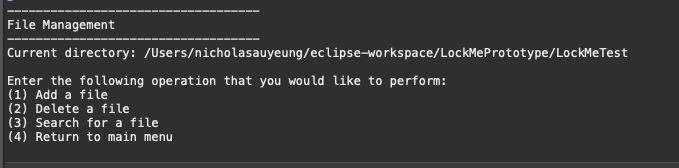 -----------------------------------
File Management
-----------------------------------
Current directory: /Users/nicholasauyeung/eclipse-workspace/LockMePrototype/LockMeTest
Enter the following operation that you would like to perform:
(1) Add a file
(2) Delete a file
(3) Search for a file
(4) Return to main menu